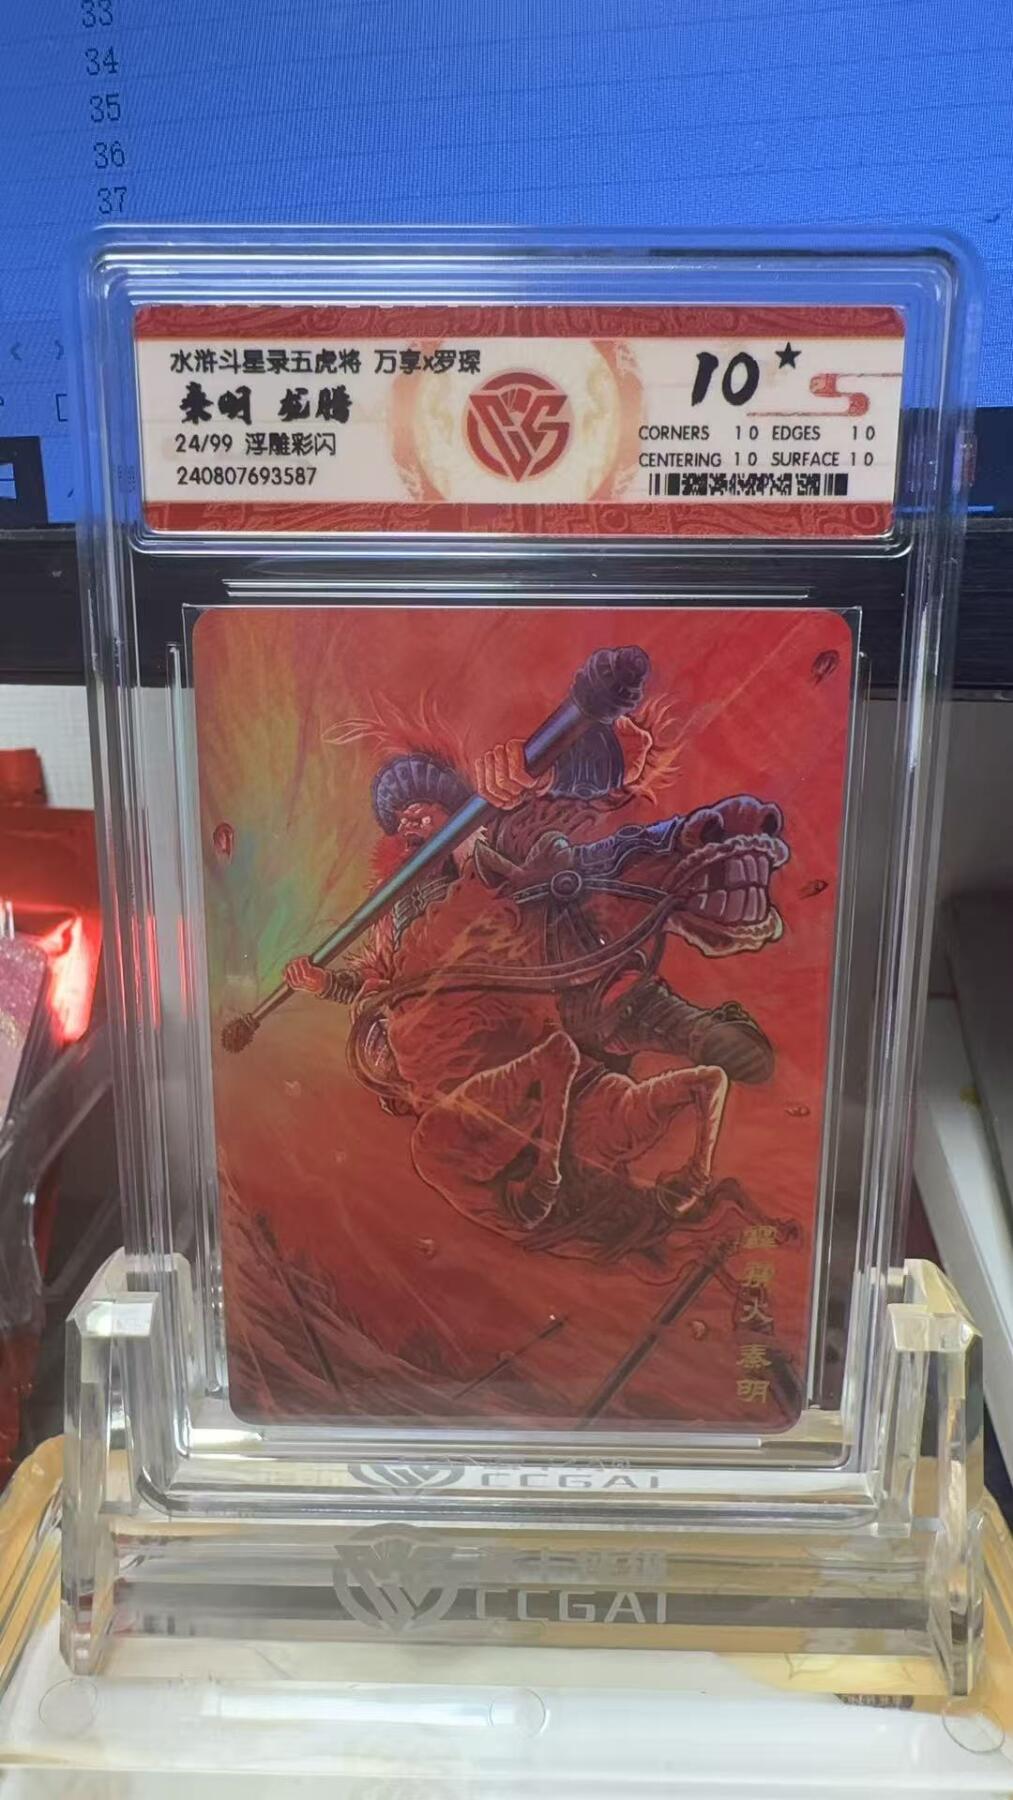 33
34
35
36
37
水浒斗星录五虎将 万享x罗琛
秦明 龙腾
24/99 浮雕彩闪
240807693587
10★
CORNERS 10 EDGES 10
CENTERING 10 SURFACE 10
霹雳火秦明
CCGAI
CCGAI